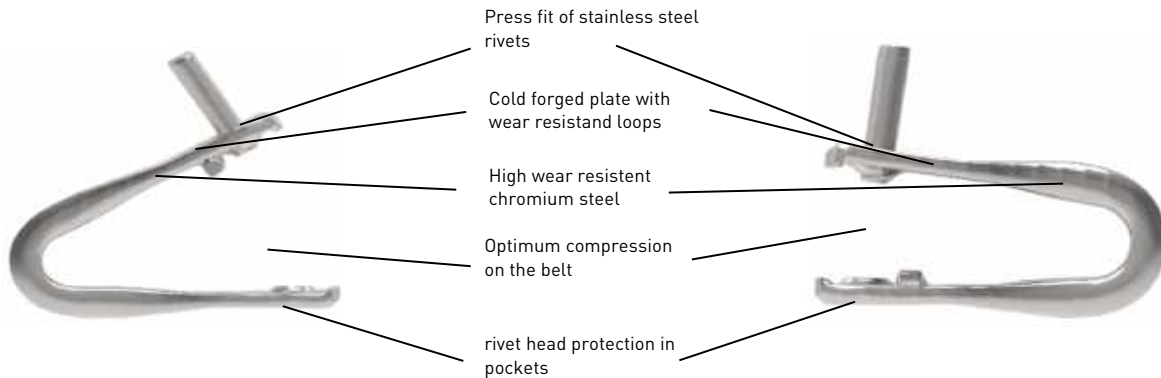 Press fit of stainless steel
rivets
Cold forged plate with
wear resistand loops
High wear resistent
chromium steel
Optimum compression
on the belt
rivet head protection in
pockets